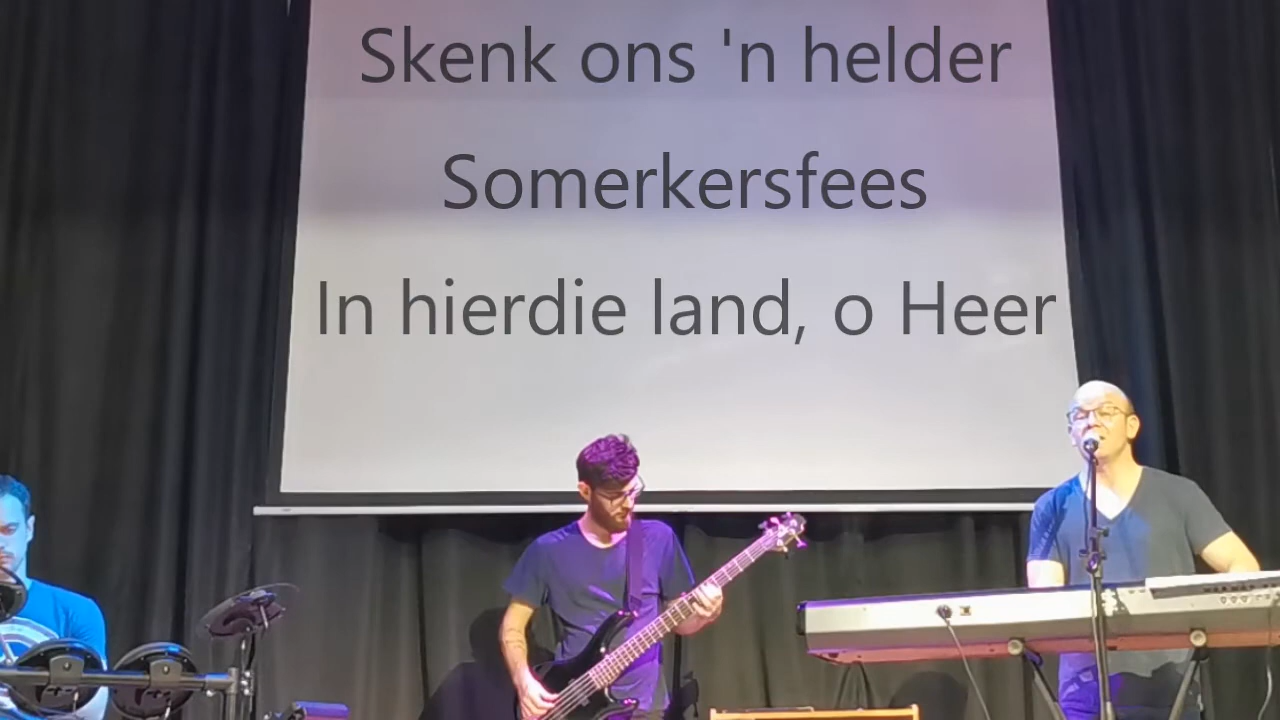 Skenk ons 'n helder
Somerkersfees
In hierdie land, o Heer